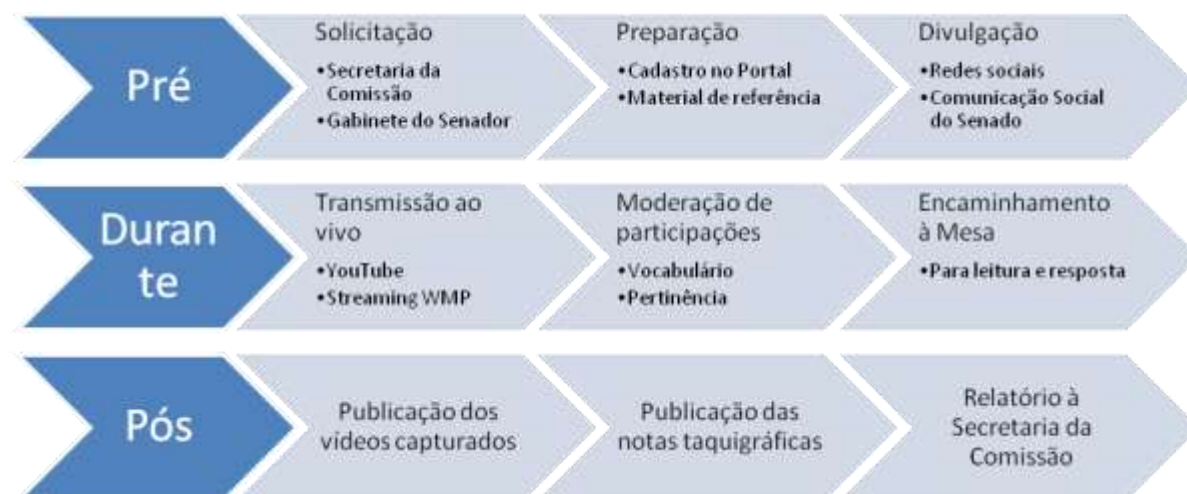 Pré
Solicitação
•Secretaria da
Comissão
•Gabinete do Senador
Preparação
•Cadastro no Portal
•Material de referência
Divulgação
•Redes sociais
•Comunicação Social
do Senado
Duran
te
Transmissão ao
vivo
•YouTube
•Streaming WMP
Moderação de
participações
•Vocabulário
•Pertinência
Encaminhamento
à Mesa
•Para leitura e resposta
Pós
Publicação dos
vídeos capturados
Publicação das
notas taquigráficas
Relatório à
Secretaria da
Comissão